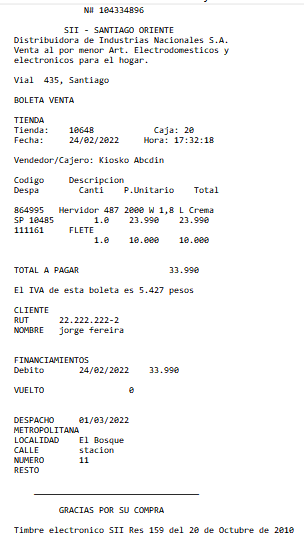 N# 104334896
SII - SANTIAGO ORIENTE
Distribuidora de Industrias Nacionales S.A.
Venta al por menor Art. Electrodomesticos y
electronicos para el hogar.
Vial 435, Santiago
BOLETA VENTA
TIENDA
Tienda: 10648 Caja: 20
Fecha: 24/02/2022 Hora: 17:32:18
Vendedor/Cajero: Kiosko Abcdin
Codigo Descripcion
Despa Canti P.Unitario Total
864995 Hervidor 487 2000 W 1,8 L Crema
SP 10485 1.0 23.990 23.990
111161 FLETE
1.0 10.000 10.000
TOTAL A PAGAR 33.990
El IVA de esta boleta es 5.427 pesos
CLIENTE
RUT 22.222.222-2
NOMBRE jorge fereira
FINANCIAMIENTOS
Debito 24/02/2022 33.990
VUELTO 0
DESPACHO 01/03/2022
METROPOLITANA
LOCALIDAD El Bosque
CALLE stacion
NUMERO 11
RESTO
GRACIAS POR SU COMPRA
Timbre electronico SII Res 159 del 20 de Octubre de 2010